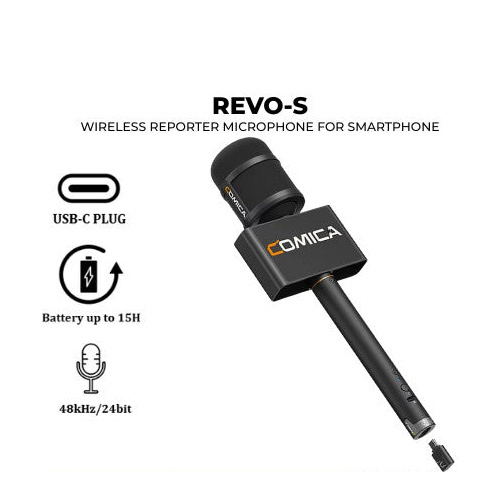 REVO-S
WIRELESS REPORTER MICROPHONE FOR SMARTPHONE
COMICA
COMICA
USB-C PLUG
Battery up to 15H
48kHz/24bit